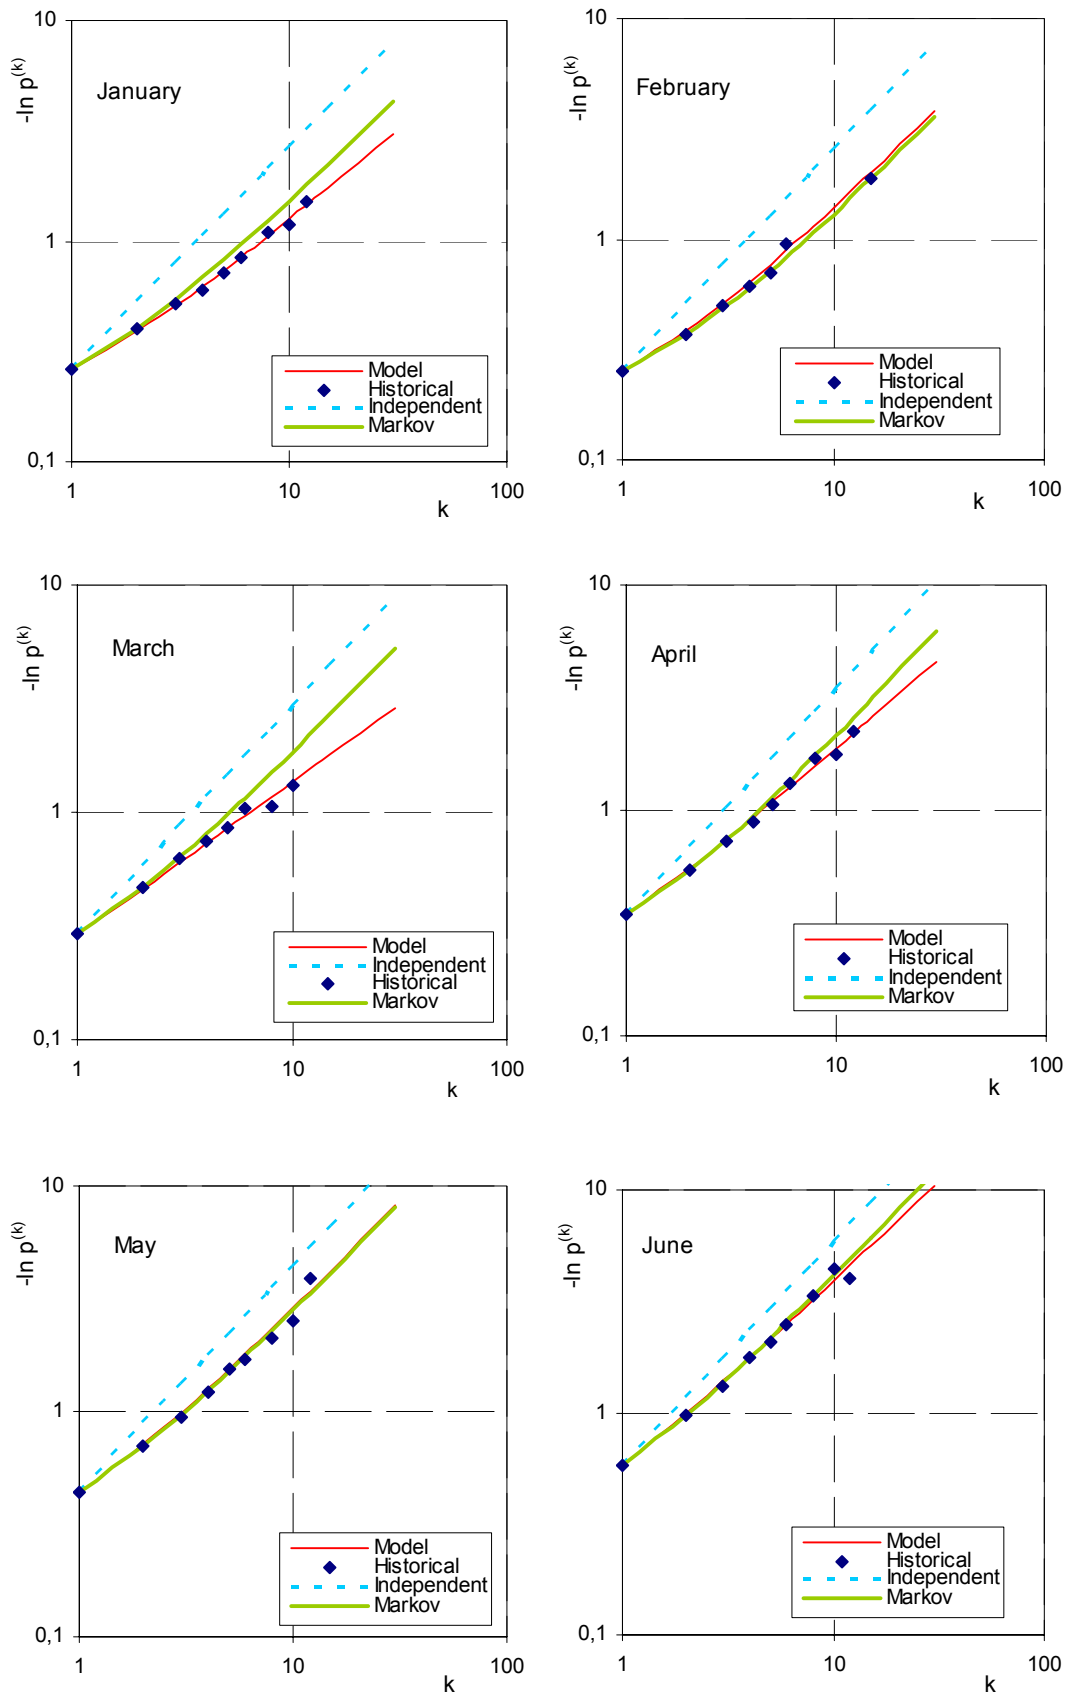 10
-ln p(k)
January
1
Model
Historical
Independent
Markov
0,1
1
10
100
k
10
-ln p(k)
February
1
Model
Historical
Independent
Markov
0,1
1
10
100
k
10
-ln p(k)
March
1
Model
Independent
Historical
Markov
0,1
1
10
100
k
10
-ln p(k)
April
1
Model
Historical
Independent
Markov
0,1
1
10
100
k
10
-ln p(k)
May
1
Model
Historical
Independent
Markov
0,1
1
10
100
k
10
-ln p(k)
June
1
Model
Historical
Independent
Markov
0,1
1
10
100
k